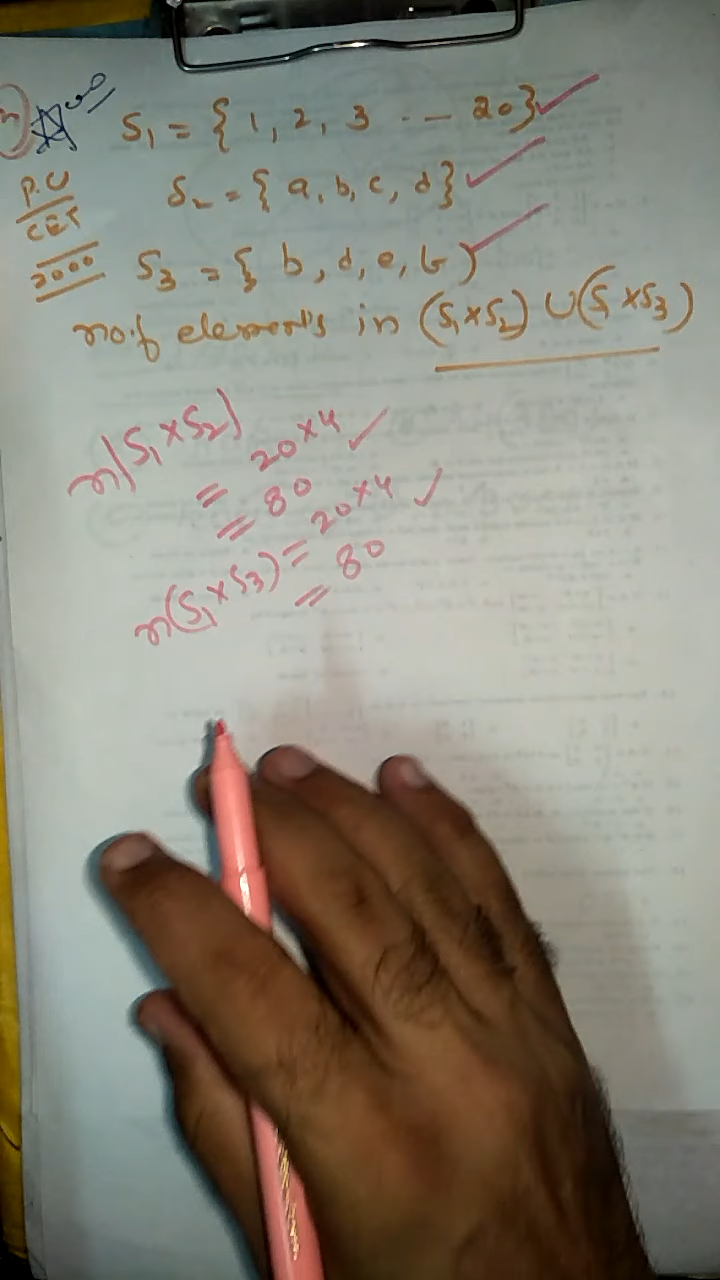 S₁ = {1, 2, 3 ... 20}
P.U
CET
2000
S₂ = {a, b, c, d}
S₃ = {b, d, e, f)
no. of elements in (S₁×S₂) ∪ (S₁×S₃)
n(S₁×S₂)
= 20×4
= 80
n(S₁×S₃) = 20×4
= 80